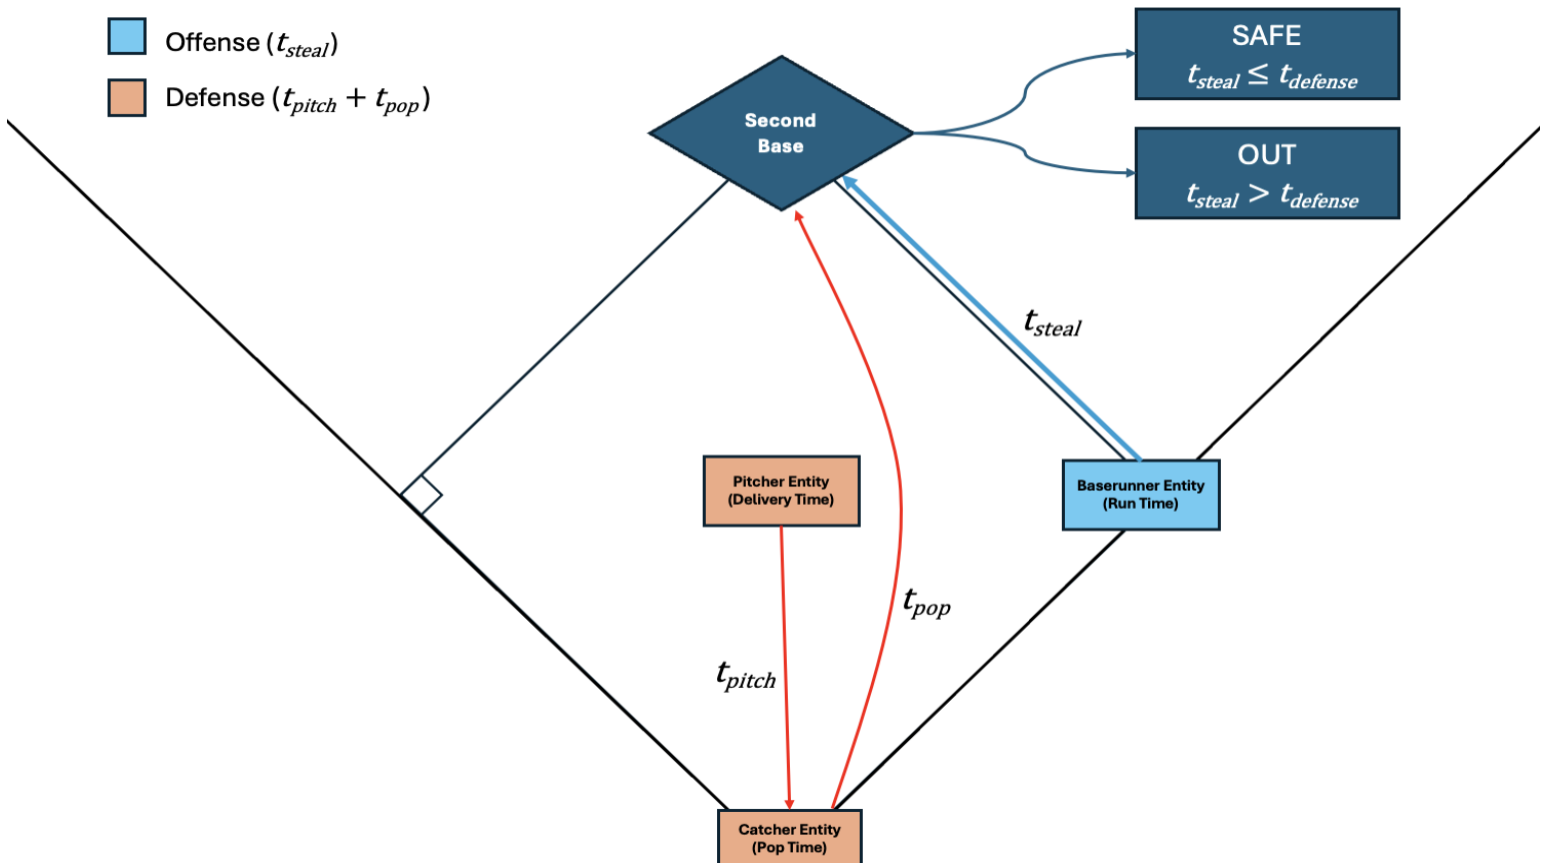 Offense (t_steal)
Defense (t_pitch + t_pop)
Second
Base
SAFE
t_steal ≤ t_defense
OUT
t_steal > t_defense
t_steal
Pitcher Entity
(Delivery Time)
Baserunner Entity
(Run Time)
t_pop
t_pitch
Catcher Entity
(Pop Time)